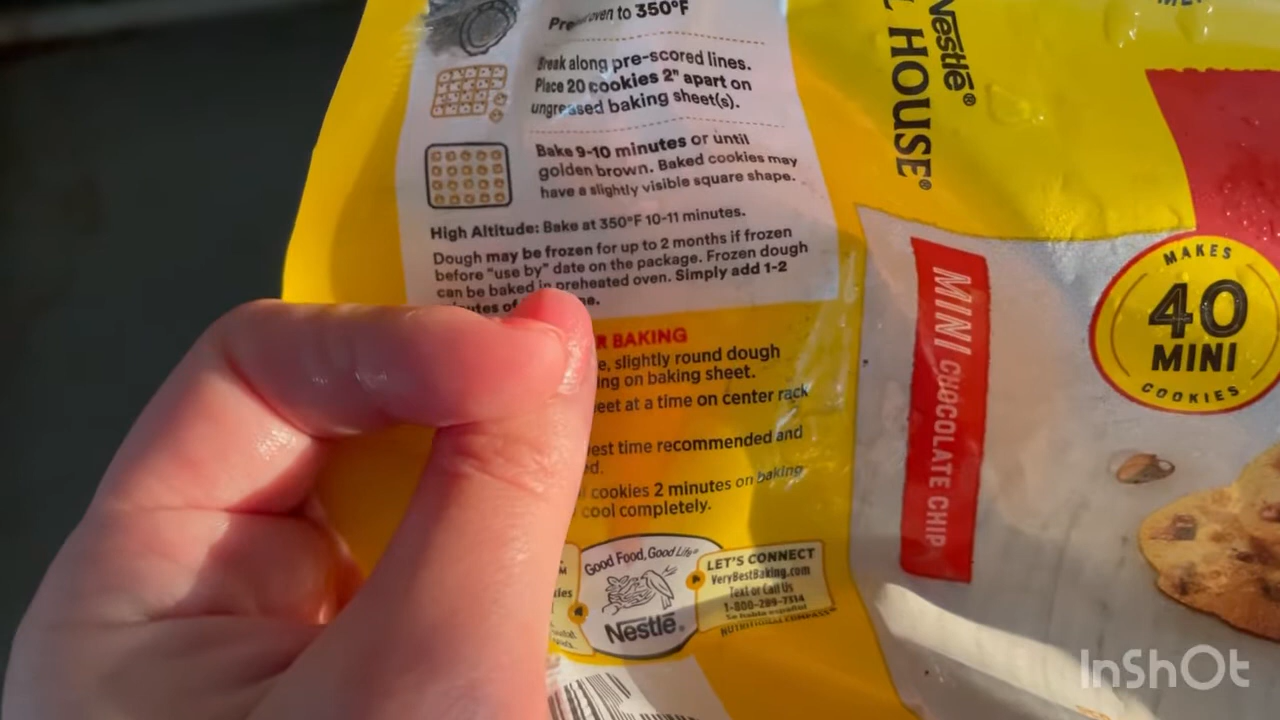 oven to 350°F
Break along pre-scored lines.
Place 20 cookies 2" apart on
ungreased baking sheet(s).
Bake 9-10 minutes or until
golden brown. Baked cookies may
have a slightly visible square shape.
High Altitude: Bake at 350°F 10-11 minutes.
Dough may be frozen for up to 2 months if frozen
before "use by" date on the package. Frozen dough
can be baked in preheated oven. Simply add 1-2
of
BAKING
slightly round dough
on baking sheet.
at a time on center rack
time recommended and
cookies 2 minutes on baking
cool completely.
Good Food, Good Life®
Nestlé®
LET'S CONNECT
VeryBestBaking.com
Text or Call Us
1-800-289-7314
Se habla español
NUTRITIONAL COMPASS®
Nestlé®
HOUSE®
MINI CHOCOLATE CHIP
MAKES
40
MINI
COOKIES
InShOt